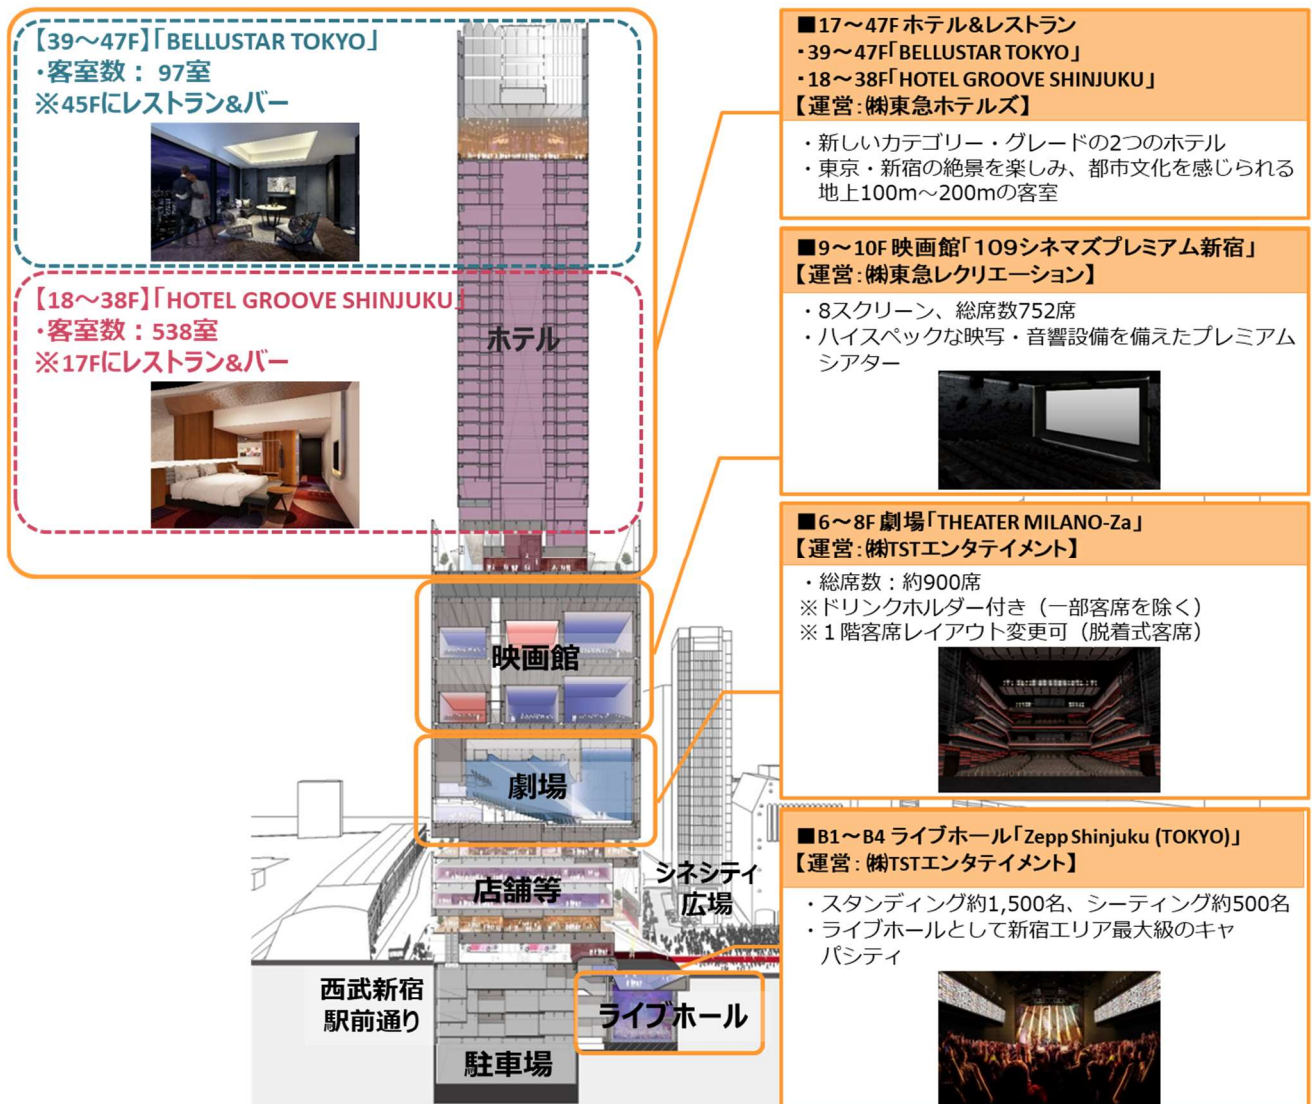 【39～47F】「BELLUSTAR TOKYO」
・客室数： 97室
※45Fにレストラン&バー
【18～38F】「HOTEL GROOVE SHINJUKU」
・客室数：538室
※17Fにレストラン&バー
ホテル
映画館
劇場
店舗等
シネシティ
広場
西武新宿
駅前通り
ライブホール
駐車場
■17～47F ホテル&レストラン
・39～47F「BELLUSTAR TOKYO」
・18～38F「HOTEL GROOVE SHINJUKU」
【運営：㈱東急ホテルズ】
・新しいカテゴリー・グレードの2つのホテル
・東京・新宿の絶景を楽しみ、都市文化を感じられる
地上100m～200mの客室
■9～10F 映画館「109シネマズプレミアム新宿」
【運営：㈱東急レクリエーション】
・8スクリーン、総席数752席
・ハイスペックな映写・音響設備を備えたプレミアム
シアター
■6～8F 劇場「THEATER MILANO-Za」
【運営：㈱TSTエンタテイメント】
・総席数：約900席
※ドリンクホルダー付き（一部客席を除く）
※１階客席レイアウト変更可（脱着式客席）
■B1～B4 ライブホール「Zepp Shinjuku (TOKYO)」
【運営：㈱TSTエンタテイメント】
・スタンディング約1,500名、シーティング約500名
・ライブホールとして新宿エリア最大級のキャ
パシティ